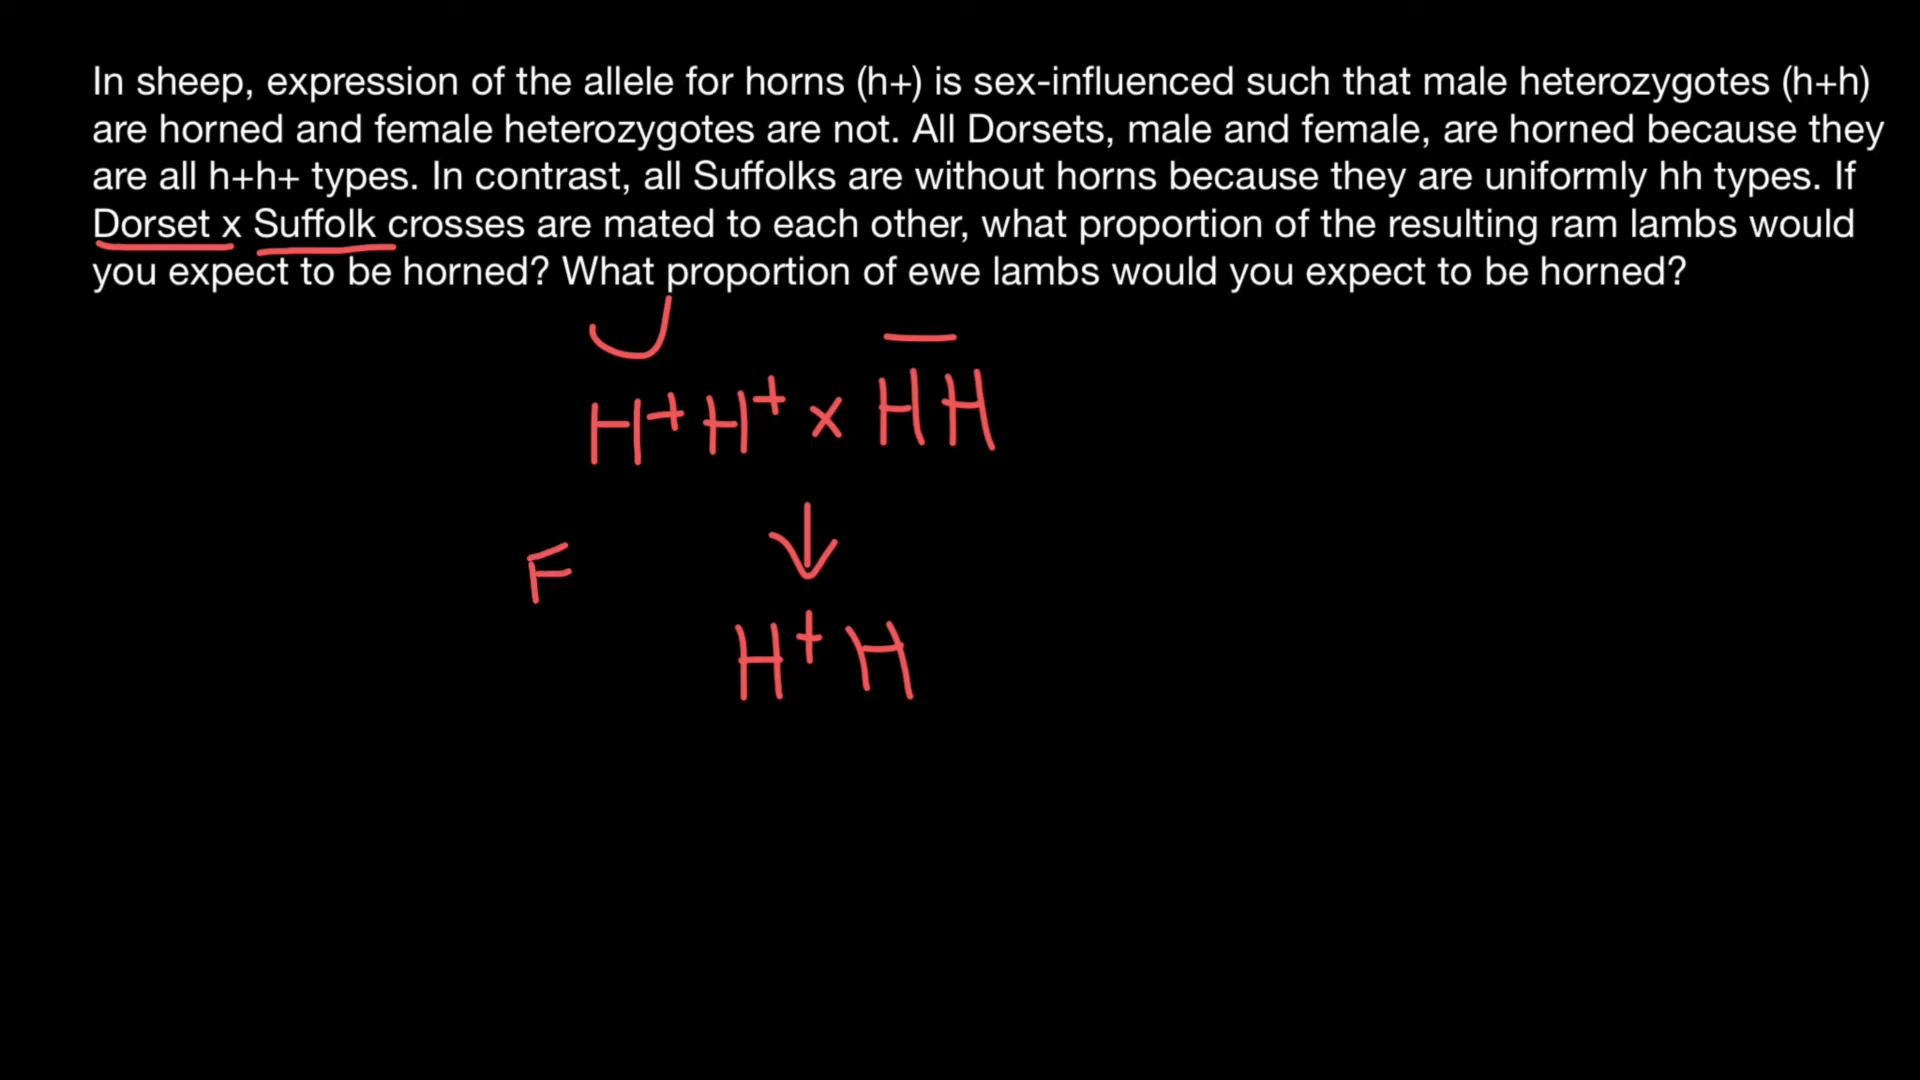 In sheep, expression of the allele for horns (h+) is sex-influenced such that male heterozygotes (h+h)
are horned and female heterozygotes are not. All Dorsets, male and female, are horned because they
are all h+h+ types. In contrast, all Suffolks are without horns because they are uniformly hh types. If
Dorset x Suffolk crosses are mated to each other, what proportion of the resulting ram lambs would
you expect to be horned? What proportion of ewe lambs would you expect to be horned?
H+H+ x HH
F
H+H